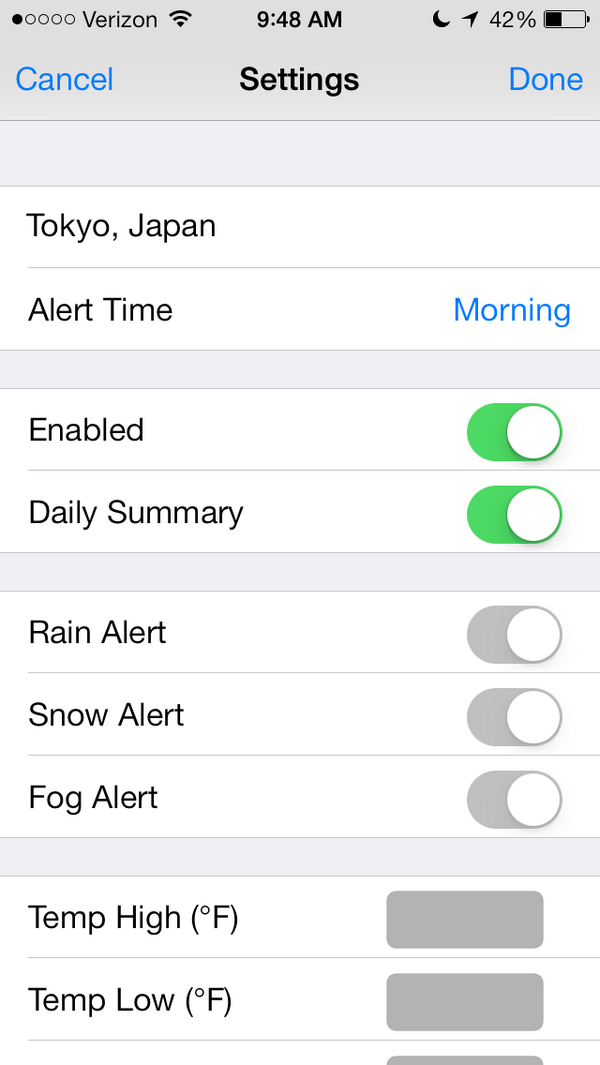 Verizon 9:48 AM 42%
Cancel Settings Done
Tokyo, Japan
Alert Time Morning
Enabled
Daily Summary
Rain Alert
Snow Alert
Fog Alert
Temp High (°F)
Temp Low (°F)